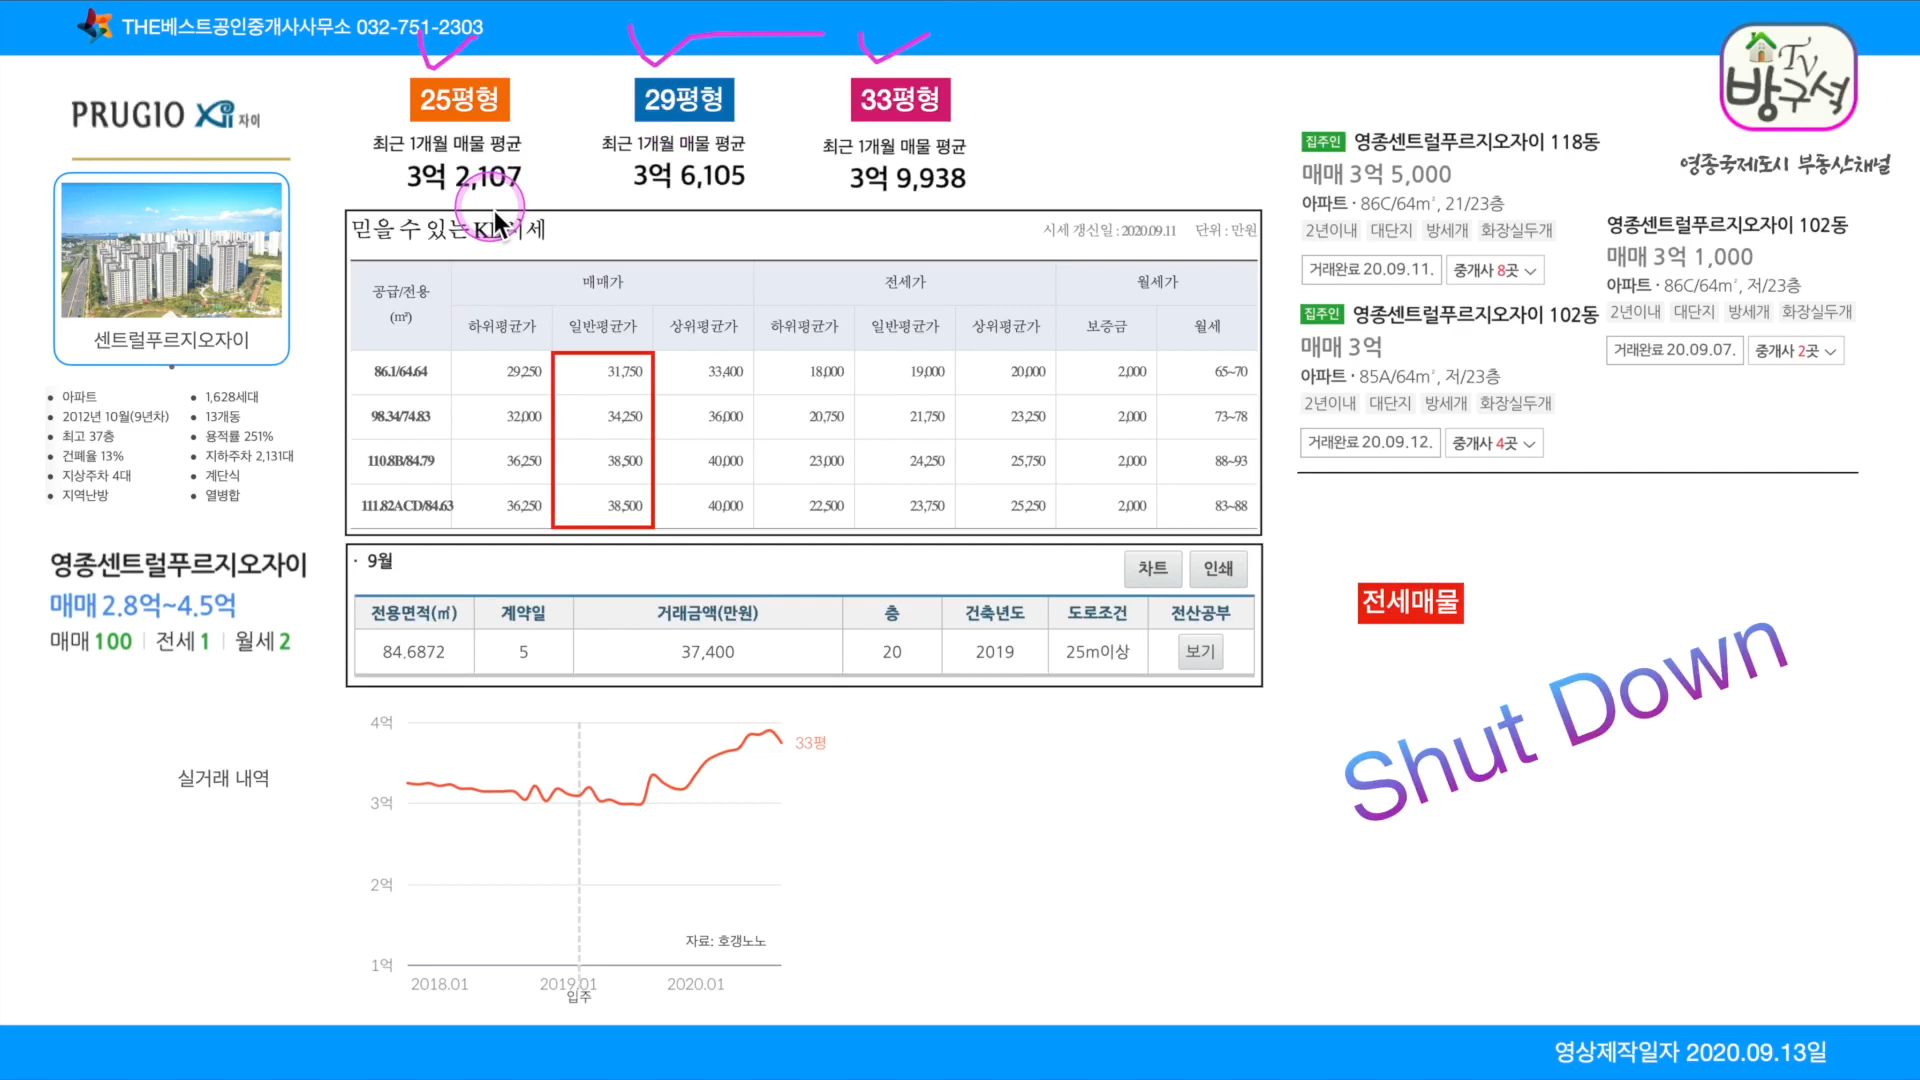 THE베스트공인중개사사무소 032-751-2303
TV
방구석
영종국제도시 부동산채널
PRUGIO XI 자이
센트럴푸르지오자이
아파트
2012년 10월(9년차)
최고 37층
건폐율 13%
지상주차 4대
지역난방
1,628세대
13개동
용적률 251%
지하주차 2,131대
계단식
열병합
영종센트럴푸르지오자이
매매 2.8억~4.5억
매매 100 전세 1 월세 2
25평형
최근 1개월 매물 평균
3억 2,107
29평형
최근 1개월 매물 평균
3억 6,105
33평형
최근 1개월 매물 평균
3억 9,938
믿을 수 있는 시세
시세 갱신일 : 2020.09.11 단위 : 만원
공급/전용 (㎡) 매매가 전세가 월세가
하위평균가 일반평균가 상위평균가 하위평균가 일반평균가 상위평균가 보증금 월세
86.1/64.64 29,250 31,750 33,400 18,000 19,000 20,000 2,000 65~70
98.34/74.83 32,000 34,250 36,000 20,750 21,750 23,250 2,000 73~78
110.8B/84.79 36,250 38,500 40,000 23,000 24,250 25,750 2,000 88~93
111.82ACD/84.63 36,250 38,500 40,000 22,500 23,750 25,250 2,000 83~88
· 9월
차트 인쇄
전용면적(㎡) 계약일 거래금액(만원) 층 건축년도 도로조건 전산공부
84.6872 5 37,400 20 2019 25m이상 보기
실거래 내역
4억
3억
2억
1억
33평
자료: 호갱노노
2018.01 2019.01 2020.01
입주
집주인 영종센트럴푸르지오자이 118동
매매 3억 5,000
아파트 · 86C/64㎡, 21/23층
2년이내 대단지 방세개 화장실두개
거래완료 20.09.11. 중개사 8곳
집주인 영종센트럴푸르지오자이 102동
매매 3억
아파트 · 85A/64㎡, 저/23층
2년이내 대단지 방세개 화장실두개
거래완료 20.09.12. 중개사 4곳
영종센트럴푸르지오자이 102동
매매 3억 1,000
아파트 · 86C/64㎡, 저/23층
2년이내 대단지 방세개 화장실두개
거래완료 20.09.07. 중개사 2곳
전세매물
Shut Down
영상제작일자 2020.09.13일